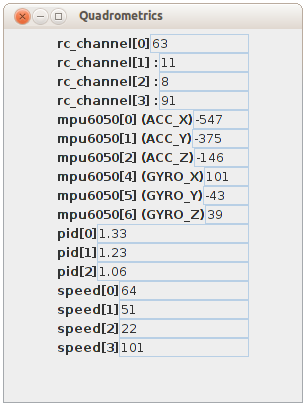 Quadrometrics
rc_channel[0] 63
rc_channel[1] : 11
rc_channel[2] : 8
rc_channel[3] : 91
mpu6050[0] (ACC_X) -547
mpu6050[1] (ACC_Y) -375
mpu6050[2] (ACC_Z) -146
mpu6050[4] (GYRO_X) 101
mpu6050[5] (GYRO_Y) -43
mpu6050[6] (GYRO_Z) 39
pid[0] 1.33
pid[1] 1.23
pid[2] 1.06
speed[0] 64
speed[1] 51
speed[2] 22
speed[3] 101